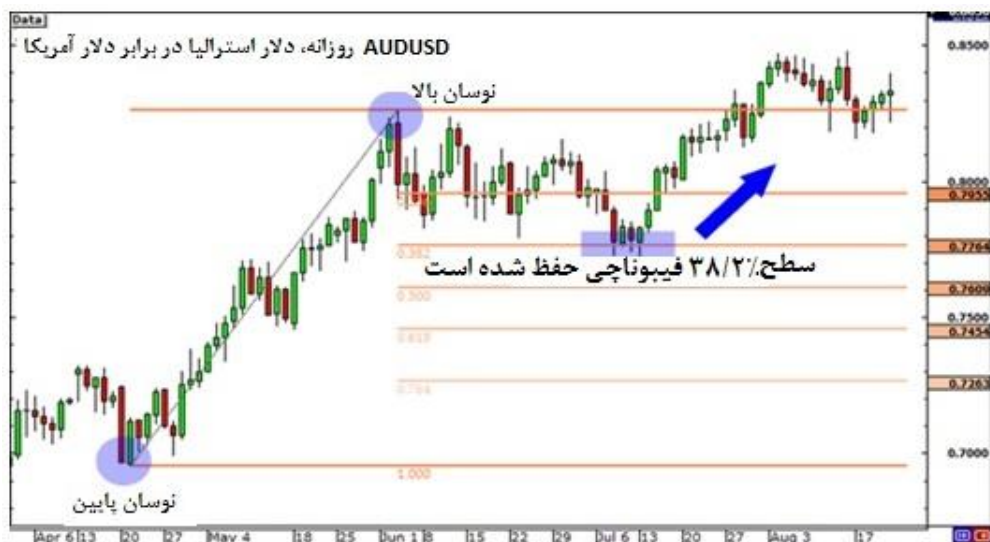 Data
AUDUSD روزانه، دلار استرالیا در برابر دلار آمریکا
نوسان بالا
0.8500
0.8000
0.7955
0.382
0.7764
سطح ۳۸/۲٪ فیبوناچی حفظ شده است
0.500
0.7609
0.7500
0.618
0.7454
0.764
0.7263
0.7000
1.000
نوسان پایین
Apr 6 13 20 27 May 4 18 25 Jun 1 8 15 22 29 Jul 6 13 20 27 Aug 3 17